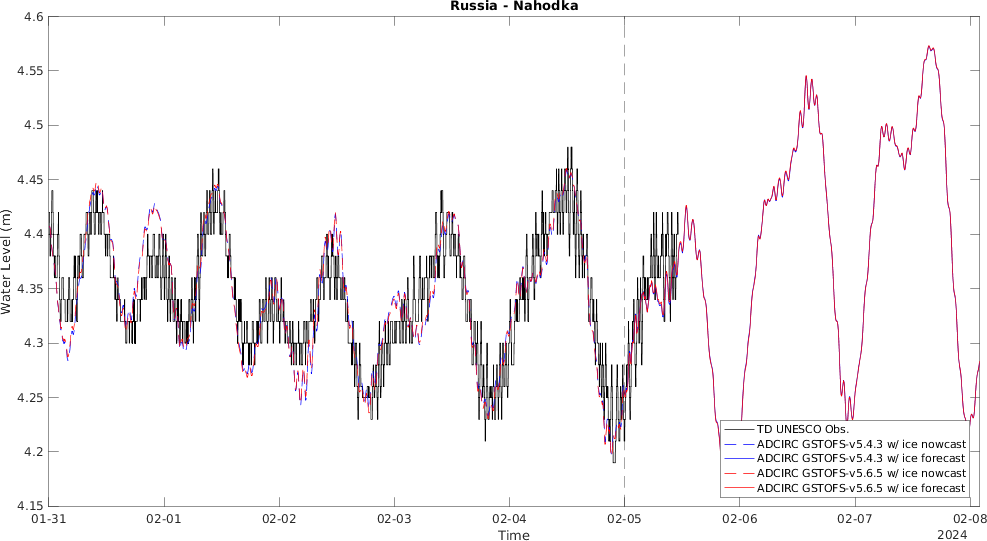 Russia - Nahodka
4.6
4.55
4.5
4.45
4.4
4.35
4.3
4.25
4.2
4.15
Water Level (m)
TD UNESCO Obs.
ADCIRC GSTOFS-v5.4.3 w/ ice nowcast
ADCIRC GSTOFS-v5.4.3 w/ ice forecast
ADCIRC GSTOFS-v5.6.5 w/ ice nowcast
ADCIRC GSTOFS-v5.6.5 w/ ice forecast
01-31 02-01 02-02 02-03 02-04 02-05 02-06 02-07 02-08
Time
2024